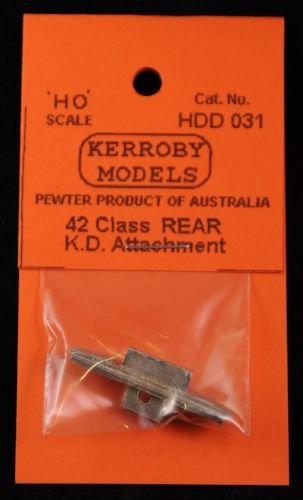 'HO' Cat. No.
SCALE HDD 031
KERROBY
MODELS
PEWTER PRODUCT OF AUSTRALIA
42 Class REAR
K.D. Attachment